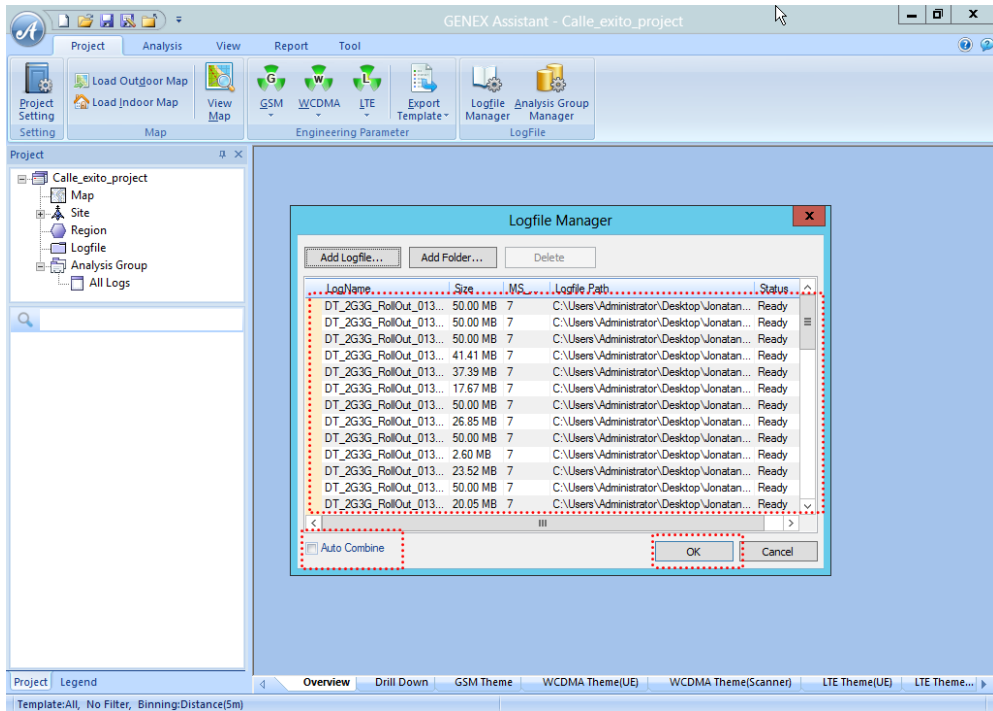 GENEX Assistant - Calle_exito_project
Project Analysis View Report Tool
Project Setting
Load Outdoor Map
Load Indoor Map
View Map
GSM WCDMA LTE
Export Template
Logfile Manager
Analysis Group Manager
Setting Map Engineering Parameter LogFile
Project
Calle_exito_project
Map
Site
Region
Logfile
Analysis Group
All Logs
Logfile Manager
Add Logfile... Add Folder... Delete
LogName Size MS_... Logfile Path Status
DT_2G3G_RollOut_013... 50.00 MB 7 C:\Users\Administrator\Desktop\Jonatan... Ready
DT_2G3G_RollOut_013... 50.00 MB 7 C:\Users\Administrator\Desktop\Jonatan... Ready
DT_2G3G_RollOut_013... 50.00 MB 7 C:\Users\Administrator\Desktop\Jonatan... Ready
DT_2G3G_RollOut_013... 41.41 MB 7 C:\Users\Administrator\Desktop\Jonatan... Ready
DT_2G3G_RollOut_013... 37.39 MB 7 C:\Users\Administrator\Desktop\Jonatan... Ready
DT_2G3G_RollOut_013... 17.67 MB 7 C:\Users\Administrator\Desktop\Jonatan... Ready
DT_2G3G_RollOut_013... 50.00 MB 7 C:\Users\Administrator\Desktop\Jonatan... Ready
DT_2G3G_RollOut_013... 26.85 MB 7 C:\Users\Administrator\Desktop\Jonatan... Ready
DT_2G3G_RollOut_013... 50.00 MB 7 C:\Users\Administrator\Desktop\Jonatan... Ready
DT_2G3G_RollOut_013... 2.60 MB 7 C:\Users\Administrator\Desktop\Jonatan... Ready
DT_2G3G_RollOut_013... 23.52 MB 7 C:\Users\Administrator\Desktop\Jonatan... Ready
DT_2G3G_RollOut_013... 50.00 MB 7 C:\Users\Administrator\Desktop\Jonatan... Ready
DT_2G3G_RollOut_013... 20.05 MB 7 C:\Users\Administrator\Desktop\Jonatan... Ready
Auto Combine OK Cancel
Project Legend
Overview Drill Down GSM Theme WCDMA Theme(UE) WCDMA Theme(Scanner) LTE Theme(UE) LTE Theme...
Template:All, No Filter, Binning:Distance(5m)